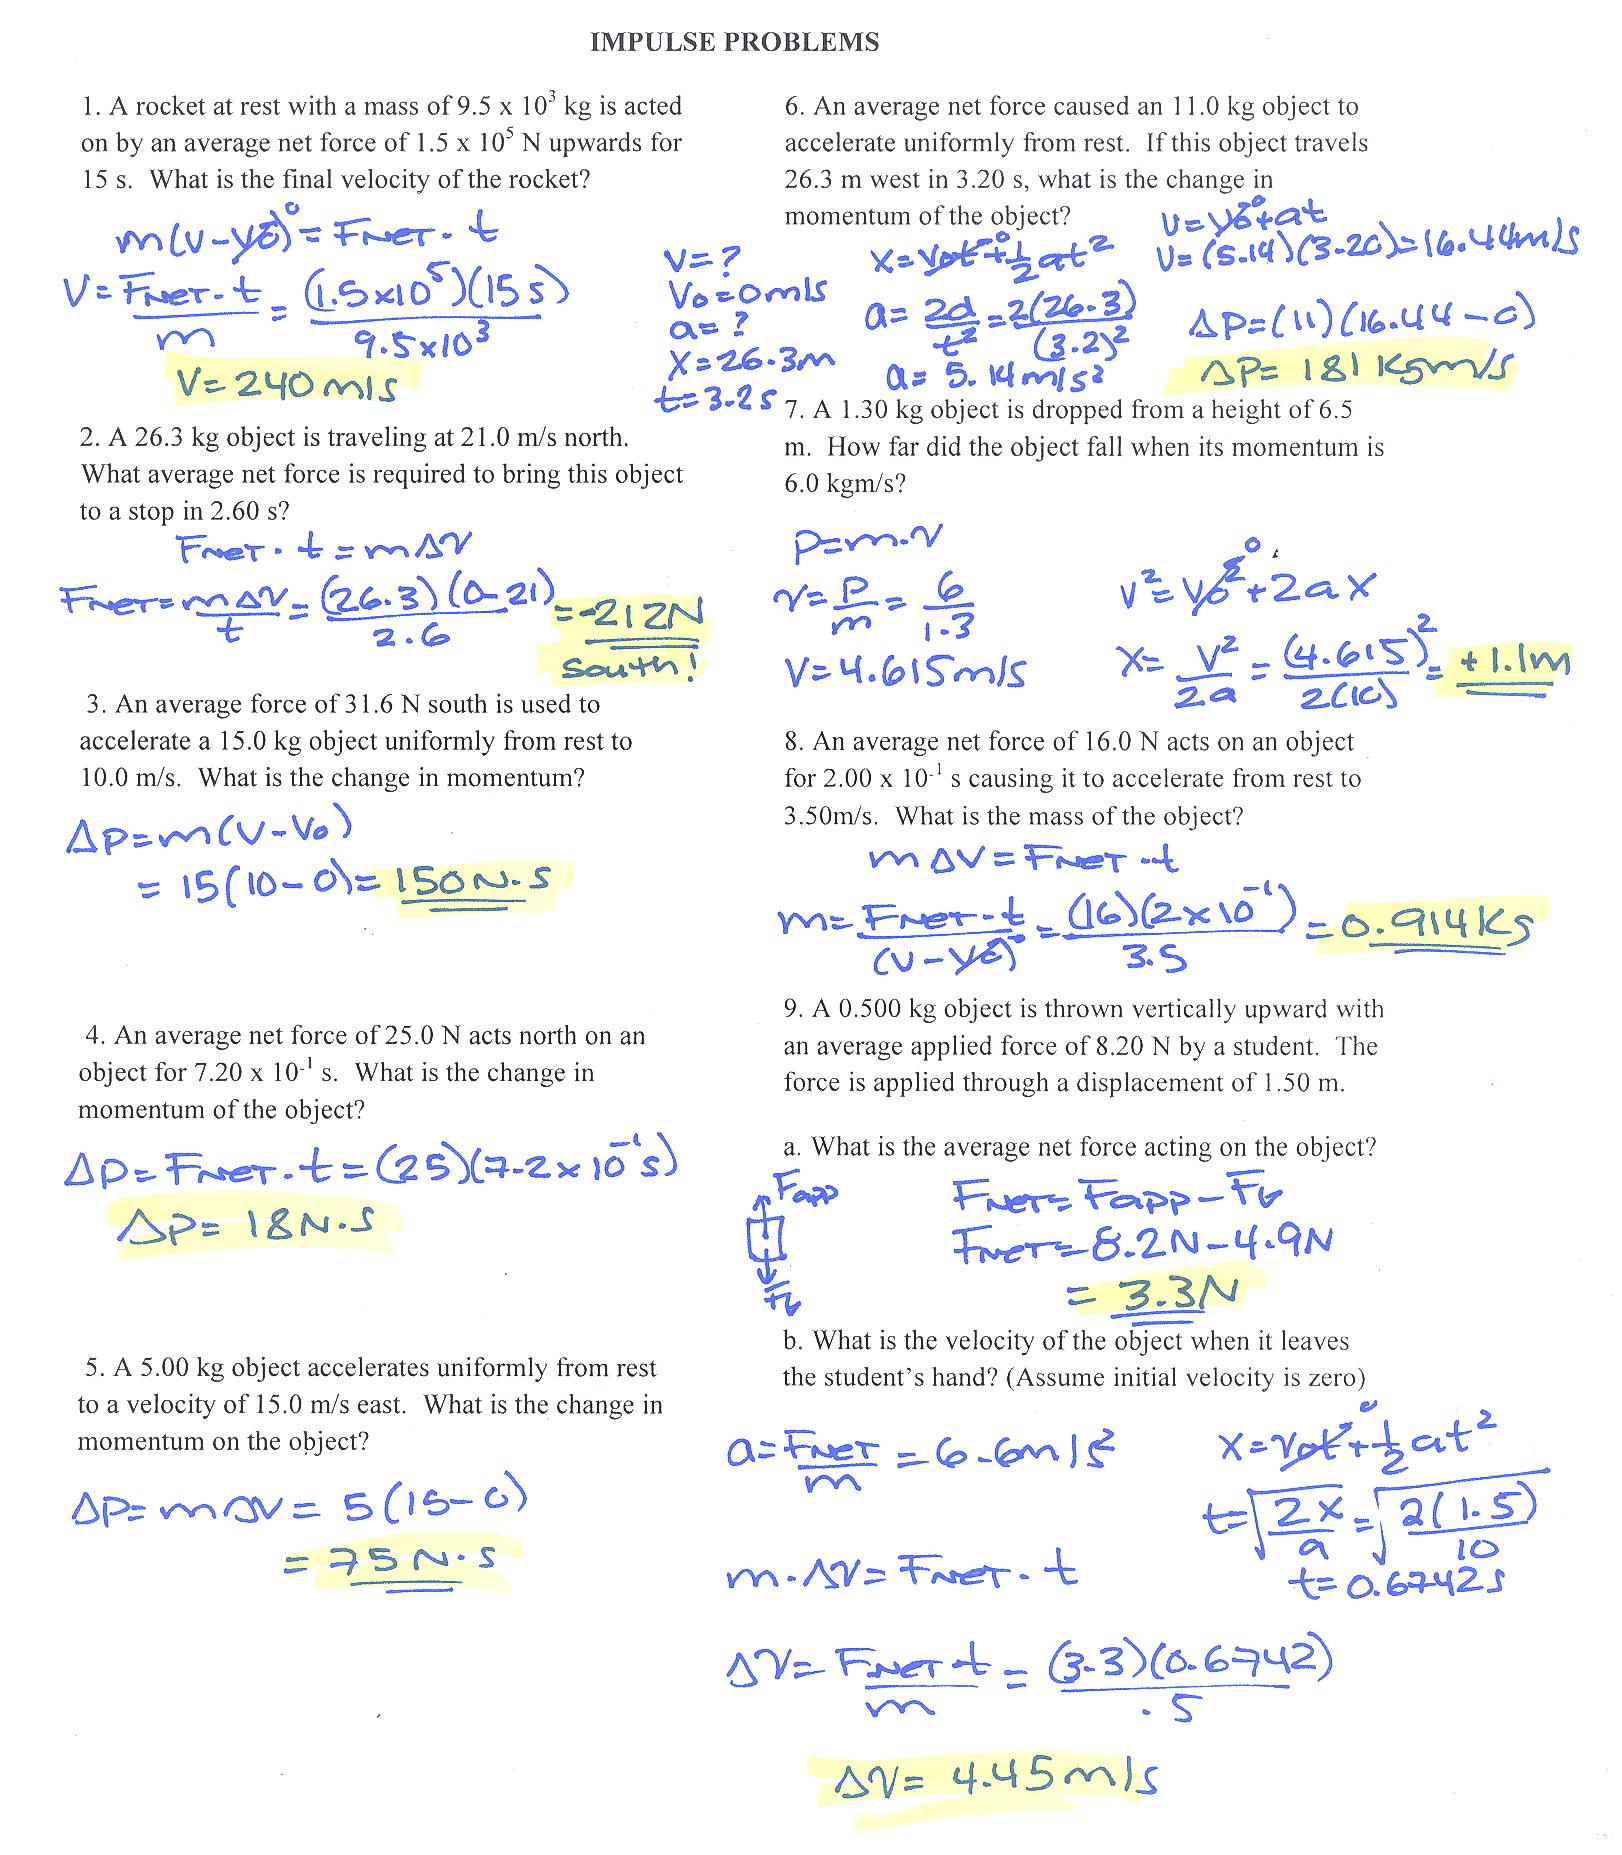 IMPULSE PROBLEMS
1. A rocket at rest with a mass of 9.5 x 10³ kg is acted
on by an average net force of 1.5 x 10⁵ N upwards for
15 s. What is the final velocity of the rocket?
m(v-v₀)⁰ = FNET · t
V = FNET · t / m = (1.5x10⁵)(15s) / 9.5x10³
V=240m/s
2. A 26.3 kg object is traveling at 21.0 m/s north.
What average net force is required to bring this object
to a stop in 2.60 s?
FNET · t = mΔV
FNET = mΔV / t = (26.3)(0-21) / 2.6 = -212N
South!
3. An average force of 31.6 N south is used to
accelerate a 15.0 kg object uniformly from rest to
10.0 m/s. What is the change in momentum?
ΔP=m(V-V₀)
= 15(10-0) = 150N·s
4. An average net force of 25.0 N acts north on an
object for 7.20 x 10⁻¹ s. What is the change in
momentum of the object?
ΔP = FNET · t = (25)(7.2x10⁻¹s)
ΔP= 18N·s
5. A 5.00 kg object accelerates uniformly from rest
to a velocity of 15.0 m/s east. What is the change in
momentum on the object?
ΔP = mΔV = 5(15-0)
= 75N·s
6. An average net force caused an 11.0 kg object to
accelerate uniformly from rest. If this object travels
26.3 m west in 3.20 s, what is the change in
momentum of the object?
V=?
V₀=0m/s
a=?
X=26.3m
t=3.2s
X=V₀t⁰+½at²
a= 2d / t² = 2(26.3) / (3.2)²
a= 5.14m/s²
V=V₀⁰+at
V=(5.14)(3.20)=16.44m/s
ΔP=(11)(16.44-0)
ΔP= 181 Kgm/s
7. A 1.30 kg object is dropped from a height of 6.5
m. How far did the object fall when its momentum is
6.0 kgm/s?
P=m·V
V= P / m = 6 / 1.3
V=4.615m/s
V²=V₀²⁰+2aX
X= V² / 2a = (4.615)² / 2(10) = +1.1m
8. An average net force of 16.0 N acts on an object
for 2.00 x 10⁻¹ s causing it to accelerate from rest to
3.50m/s. What is the mass of the object?
mΔV = FNET · t
m= FNET · t / (V-V₀)⁰ = (16)(2x10⁻¹) / 3.5 = 0.914Kg
9. A 0.500 kg object is thrown vertically upward with
an average applied force of 8.20 N by a student. The
force is applied through a displacement of 1.50 m.
a. What is the average net force acting on the object?
Fapp
Fg
FNET= Fapp - Fg
FNET= 8.2N-4.9N
= 3.3N
b. What is the velocity of the object when it leaves
the student's hand? (Assume initial velocity is zero)
a= FNET / m = 6.6m/s²
X=V₀t⁰+½at²
t=√(2X / a) = √(2(1.5) / 10)
t= 0.6742s
m·ΔV= FNET · t
ΔV= FNET t / m = (3.3)(0.6742) / .5
ΔV= 4.45m/s